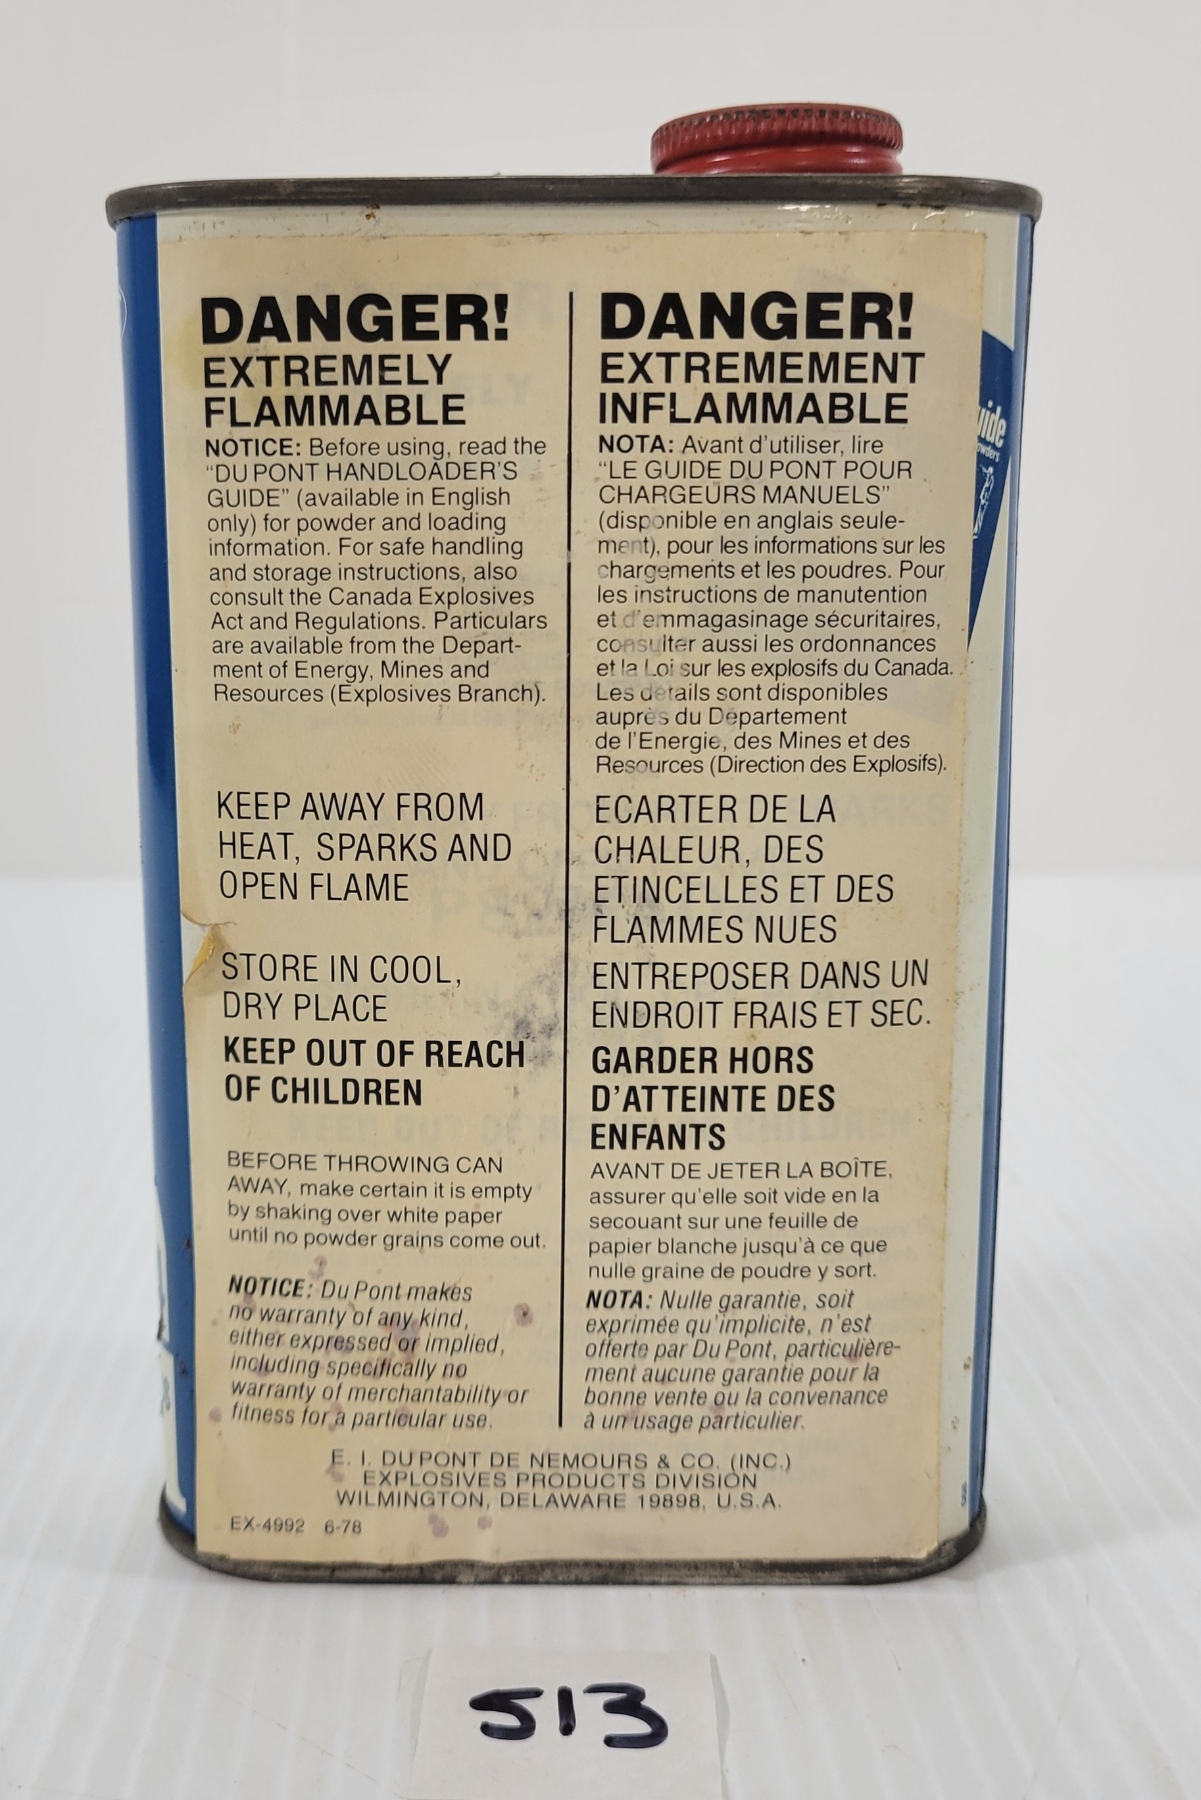 DANGER!
EXTREMELY
FLAMMABLE
NOTICE: Before using, read the
"DU PONT HANDLOADER'S
GUIDE" (available in English
only) for powder and loading
information. For safe handling
and storage instructions, also
consult the Canada Explosives
Act and Regulations. Particulars
are available from the Depart-
ment of Energy, Mines and
Resources (Explosives Branch).
KEEP AWAY FROM
HEAT, SPARKS AND
OPEN FLAME
STORE IN COOL,
DRY PLACE
KEEP OUT OF REACH
OF CHILDREN
BEFORE THROWING CAN
AWAY, make certain it is empty
by shaking over white paper
until no powder grains come out.
NOTICE: Du Pont makes
no warranty of any kind,
either expressed or implied,
including specifically no
warranty of merchantability or
fitness for a particular use.
DANGER!
EXTREMEMENT
INFLAMMABLE
NOTA: Avant d'utiliser, lire
"LE GUIDE DU PONT POUR
CHARGEURS MANUELS"
(disponible en anglais seule-
ment), pour les informations sur les
chargements et les poudres. Pour
les instructions de manutention
et d'emmagasinage sécuritaires,
consulter aussi les ordonnances
et la Loi sur les explosifs du Canada.
Les details sont disponibles
auprès du Département
de l'Energie, des Mines et des
Resources (Direction des Explosifs).
ECARTER DE LA
CHALEUR, DES
ETINCELLES ET DES
FLAMMES NUES
ENTREPOSER DANS UN
ENDROIT FRAIS ET SEC.
GARDER HORS
D'ATTEINTE DES
ENFANTS
AVANT DE JETER LA BOÎTE,
assurer qu'elle soit vide en la
secouant sur une feuille de
papier blanche jusqu'à ce que
nulle graine de poudre y sort.
NOTA: Nulle garantie, soit
exprimée qu'implicite, n'est
offerte par Du Pont, particulière-
ment aucune garantie pour la
bonne vente ou la convenance
à un usage particulier.
E. I. DU PONT DE NEMOURS & CO. (INC.)
EXPLOSIVES PRODUCTS DIVISION
WILMINGTON, DELAWARE 19898, U.S.A.
EX-4992 6-78
513